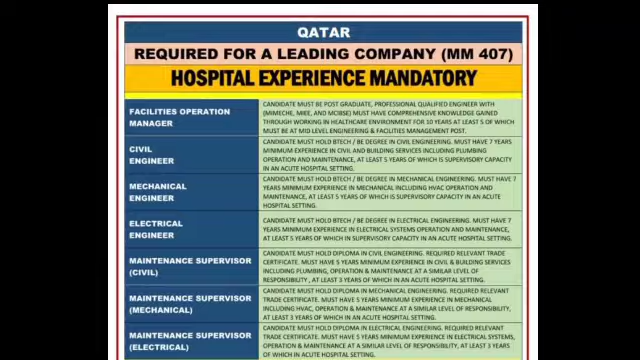 QATAR
REQUIRED FOR A LEADING COMPANY (MM 407)
HOSPITAL EXPERIENCE MANDATORY
FACILITIES OPERATION
MANAGER
CANDIDATE MUST BE POST GRADUATE, PROFESSIONAL QUALIFIED ENGINEER WITH
(MIMECHE, MIEE, AND MCIBSE) MUST HAVE COMPREHENSIVE KNOWLEDGE GAINED
THROUGH WORKING IN HEALTHCARE ENVIRONMENT FOR 10 YEARS AT LEAST 5 OF WHICH
MUST BE AT MID LEVEL ENGINEERING & FACILITIES MANAGEMENT POST.
CIVIL
ENGINEER
CANDIDATE MUST HOLD BTECH / BE DEGREE IN CIVIL ENGINEERING. MUST HAVE 7 YEARS
MINIMUM EXPERIENCE IN CIVIL AND BUILDING SERVICES INCLUDING PLUMBING
OPERATION AND MAINTENANCE, AT LEAST 5 YEARS OF WHICH IS SUPERVISORY CAPACITY
IN AN ACUTE HOSPITAL SETTING.
MECHANICAL
ENGINEER
CANDIDATE MUST HOLD BTECH / BE DEGREE IN MECHANICAL ENGINEERING. MUST HAVE 7
YEARS MINIMUM EXPERIENCE IN MECHANICAL INCLUDING HVAC OPERATION AND
MAINTENANCE, AT LEAST 5 YEARS OF WHICH IS SUPERVISORY CAPACITY IN AN ACUTE
HOSPITAL SETTING.
ELECTRICAL
ENGINEER
CANDIDATE MUST HOLD BTECH / BE DEGREE IN ELECTRICAL ENGINEERING. MUST HAVE 7
YEARS MINIMUM EXPERIENCE IN ELECTRICAL SYSTEMS OPERATION AND MAINTENANCE,
AT LEAST 5 YEARS OF WHICH IN SUPERVISORY CAPACITY IN AN ACUTE HOSPITAL SETTING.
MAINTENANCE SUPERVISOR
(CIVIL)
CANDIDATE MUST HOLD DIPLOMA IN CIVIL ENGINEERING. REQUIRED RELEVANT TRADE
CERTIFICATE. MUST HAVE 5 YEARS MINIMUM EXPERIENCE IN CIVIL & BUILDING SERVICES
INCLUDING PLUMBING, OPERATION & MAINTENANCE AT A SIMILAR LEVEL OF
RESPONSIBILITY , AT LEAST 3 YEARS OF WHICH IN AN ACUTE HOSPITAL SETTING.
MAINTENANCE SUPERVISOR
(MECHANICAL)
CANDIDATE MUST HOLD DIPLOMA IN MECHANICAL ENGINEERING. REQUIRED RELEVANT
TRADE CERTIFICATE. MUST HAVE 5 YEARS MINIMUM EXPERIENCE IN MECHANICAL
INCLUDING HVAC, OPERATION & MAINTENANCE AT A SIMILAR LEVEL OF RESPONSIBILITY,
AT LEAST 3 YEARS OF WHICH IN AN ACUTE HOSPITAL SETTING.
MAINTENANCE SUPERVISOR
(ELECTRICAL)
CANDIDATE MUST HOLD DIPLOMA IN ELECTRICAL ENGINEERING. REQUIRED RELEVANT
TRADE CERTIFICATE. MUST HAVE 5 YEARS MINIMUM EXPERIENCE IN ELECTRICAL SYSTEMS,
OPERATION & MAINTENANCE AT A SIMILAR LEVEL OF RESPONSIBILITY, AT LEAST 3 YEARS
OF WHICH IN AN ACUTE HOSPITAL SETTING.